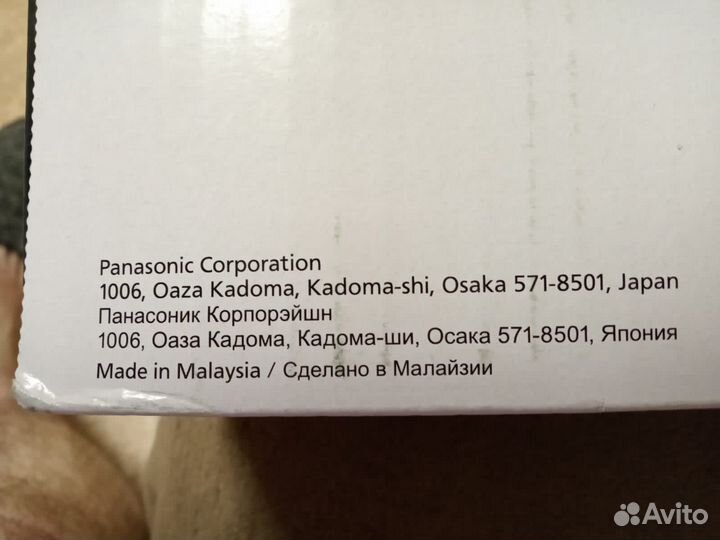 Panasonic Corporation
1006, Oaza Kadoma, Kadoma-shi, Osaka 571-8501, Japan
Панасоник Корпорэйшн
1006, Оаза Кадома, Кадома-ши, Осака 571-8501, Япония
Made in Malaysia / Сделано в Малайзии
Avito